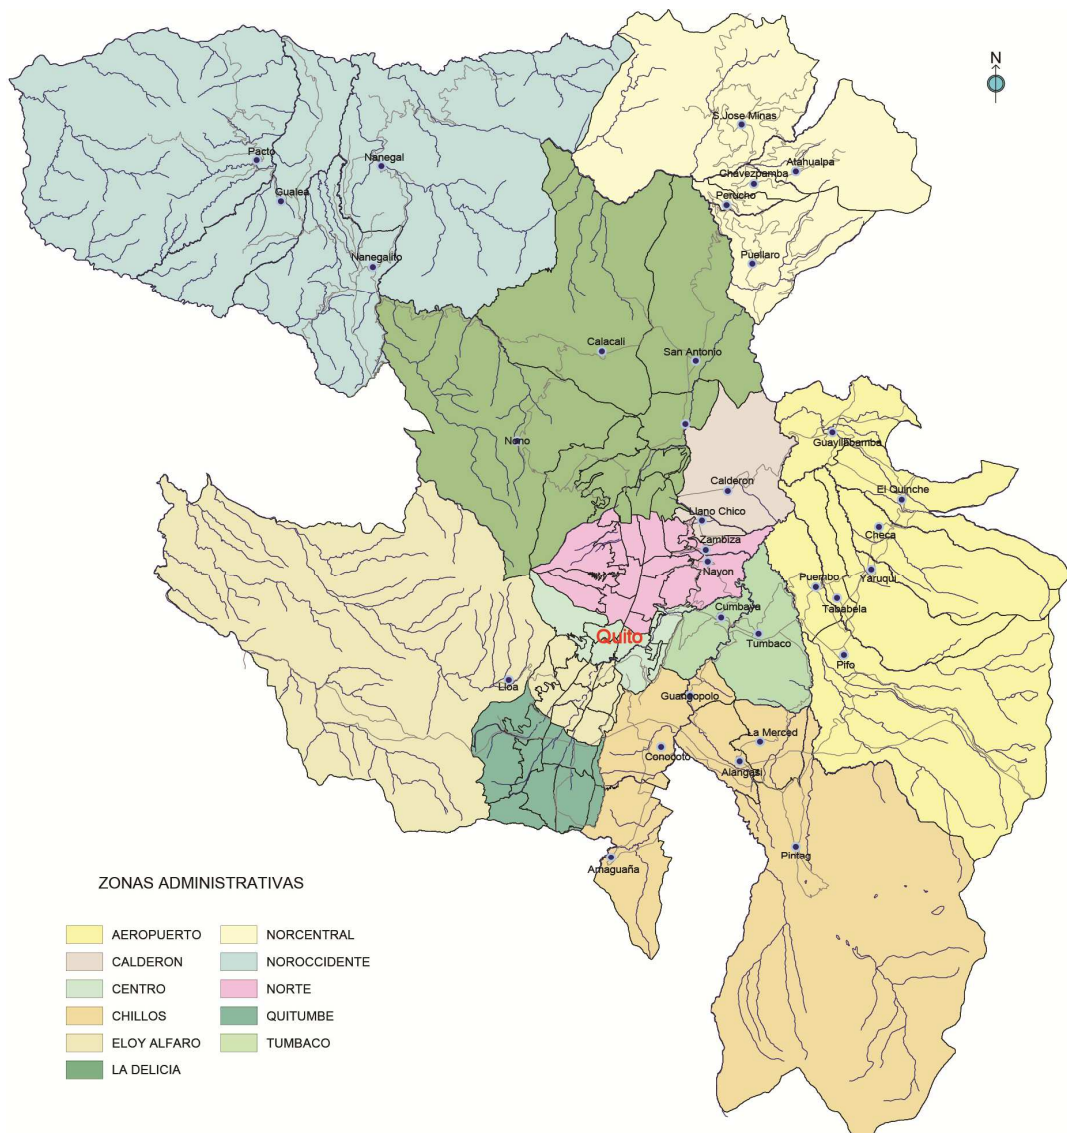 N
S.Jose Minas
Pacto
Nanegal
Atahualpa
Chavezpamba
Gualea
Perucho
Nanegalito
Puellaro
Calacali
San Antonio
Nono
Guayllabamba
Calderon
El Quinche
Llano Chico
Checa
Zambiza
Nayon
Yaruqui
Puembo
Tababela
Cumbaya
Quito
Tumbaco
Pifo
Lloa
Guangopolo
La Merced
Conocoto
Alangasi
Pintag
Amaguaña
ZONAS ADMINISTRATIVAS
AEROPUERTO
NORCENTRAL
CALDERON
NOROCCIDENTE
CENTRO
NORTE
CHILLOS
QUITUMBE
ELOY ALFARO
TUMBACO
LA DELICIA